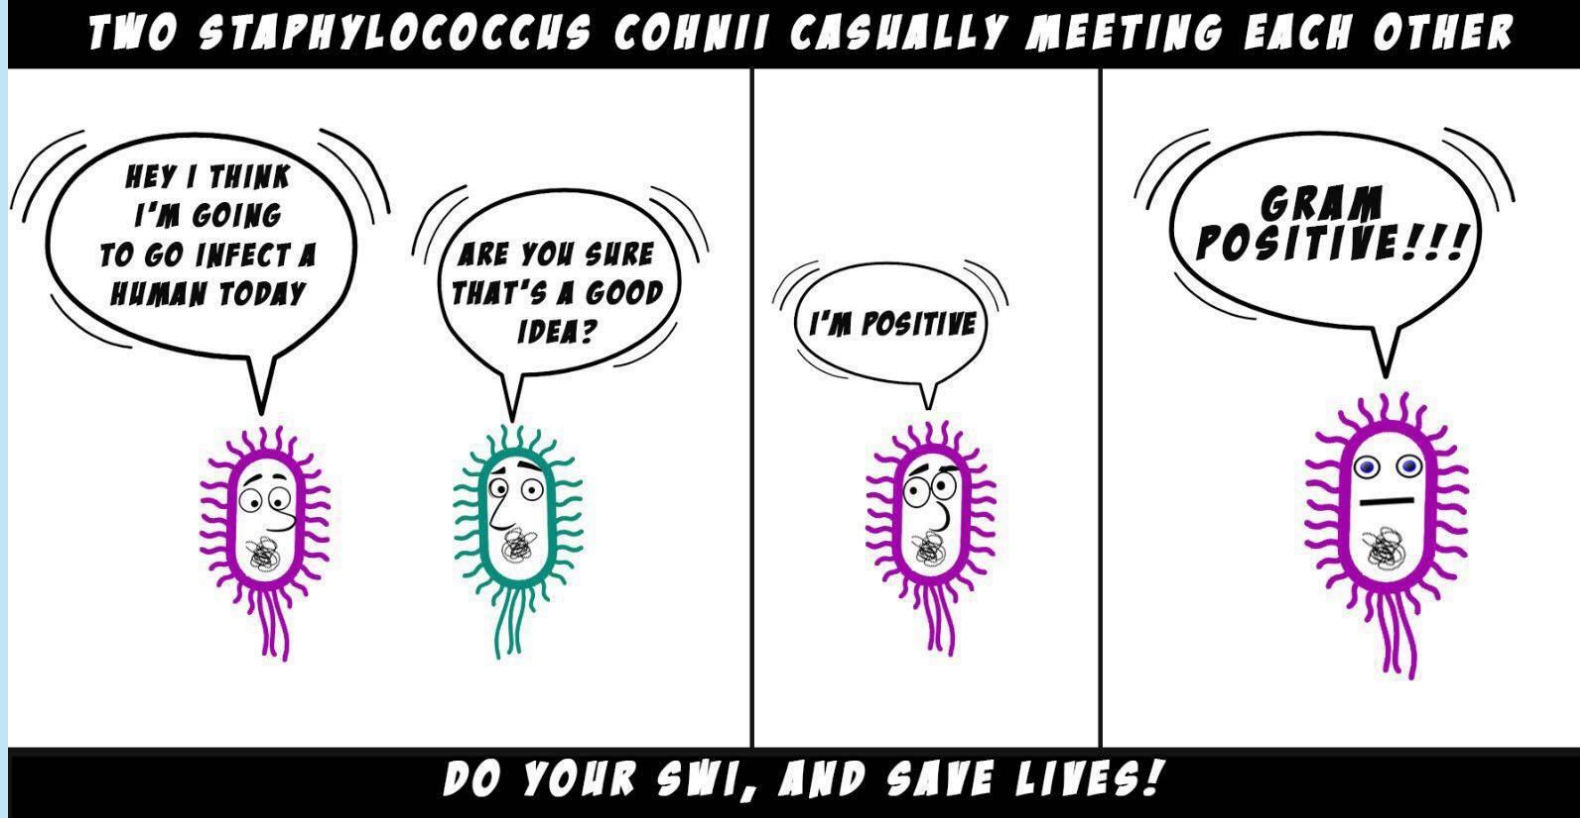 TWO STAPHYLOCOCCUS COHNII CASUALLY MEETING EACH OTHER
HEY I THINK
I'M GOING
TO GO INFECT A
HUMAN TODAY
ARE YOU SURE
THAT'S A GOOD
IDEA?
I'M POSITIVE
GRAM
POSITIVE!!!
DO YOUR SWI, AND SAVE LIVES!